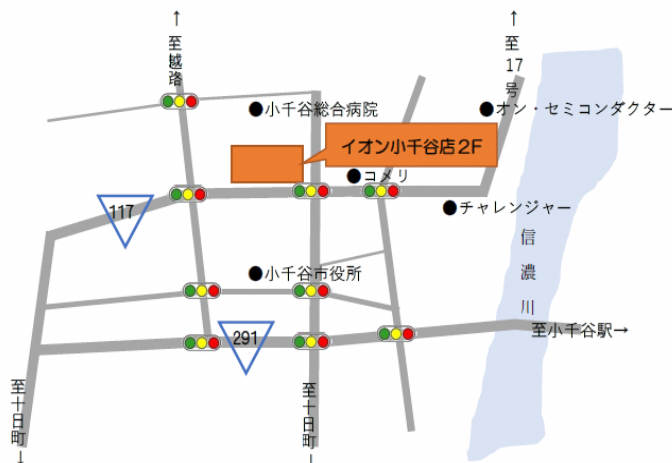 ↑至越路
↑至17号
●小千谷総合病院
●オン・セミコンダクター
イオン小千谷店2F
●コメリ
117
●チャレンジャー
信濃川
●小千谷市役所
291
至小千谷駅→
至十日町↓
至十日町↓